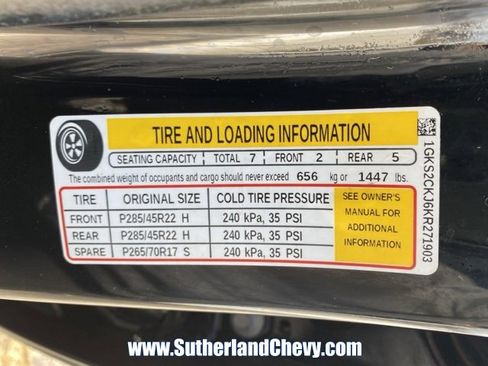 TIRE AND LOADING INFORMATION
SEATING CAPACITY TOTAL 7 FRONT 2 REAR 5
The combined weight of occupants and cargo should never exceed 656 kg or 1447 lbs.
TIRE ORIGINAL SIZE COLD TIRE PRESSURE
FRONT P285/45R22 H 240 kPa, 35 PSI
REAR P285/45R22 H 240 kPa, 35 PSI
SPARE P265/70R17 S 240 kPa, 35 PSI
SEE OWNER'S
MANUAL FOR
ADDITIONAL
INFORMATION
1GKS2CKJ6KR271903
www.SutherlandChevy.com